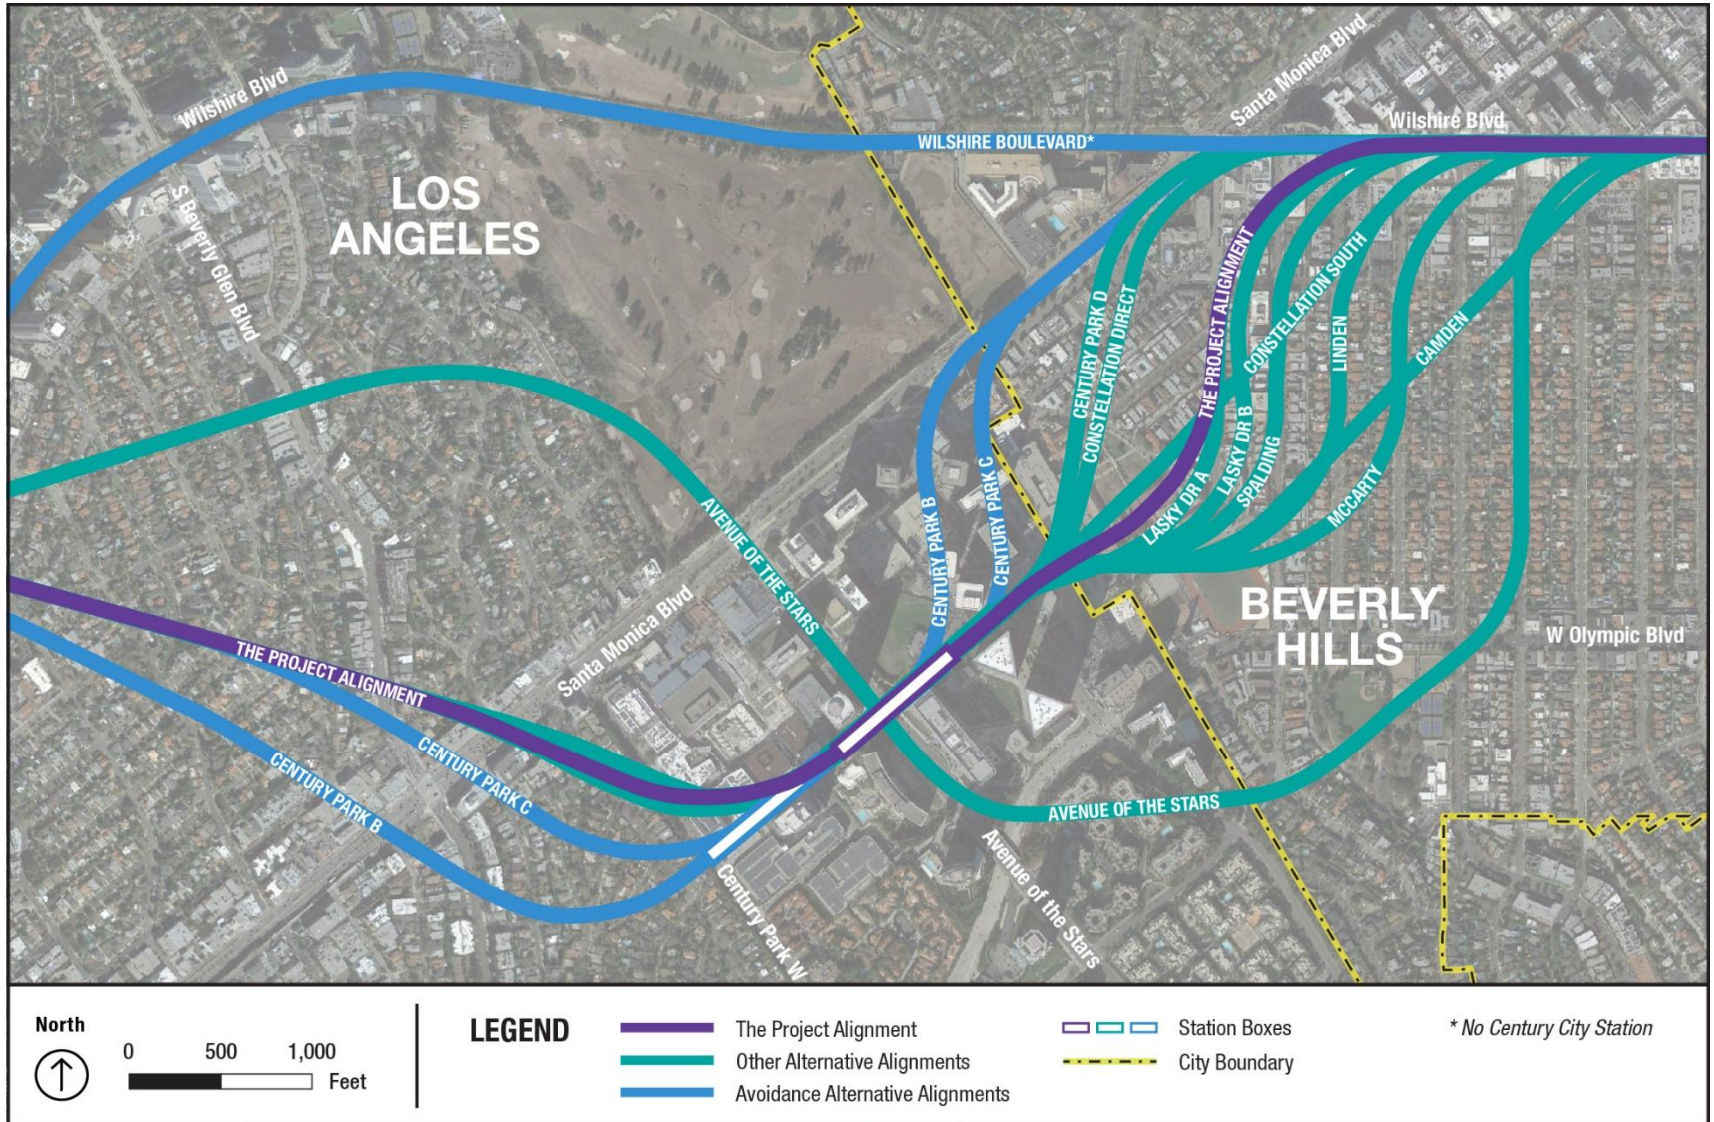 Santa Monica Blvd
Wilshire Blvd
Wilshire Blvd
WILSHIRE BOULEVARD*
LOS
ANGELES
S Beverly Glen Blvd
THE PROJECT ALIGNMENT
CENTURY PARK D
CONSTELLATION DIRECT
CONSTELLATION SOUTH
LINDEN
CAMDEN
LASKY DR B
SPALDING
LASKY DR A
MCCARTY
CENTURY PARK B
CENTURY PARK C
AVENUE OF THE STARS
BEVERLY
HILLS
W Olympic Blvd
Santa Monica Blvd
THE PROJECT ALIGNMENT
CENTURY PARK C
CENTURY PARK B
AVENUE OF THE STARS
Century Park W
Avenue of the Stars
North
0 500 1,000
Feet
LEGEND
The Project Alignment
Other Alternative Alignments
Avoidance Alternative Alignments
Station Boxes
City Boundary
* No Century City Station